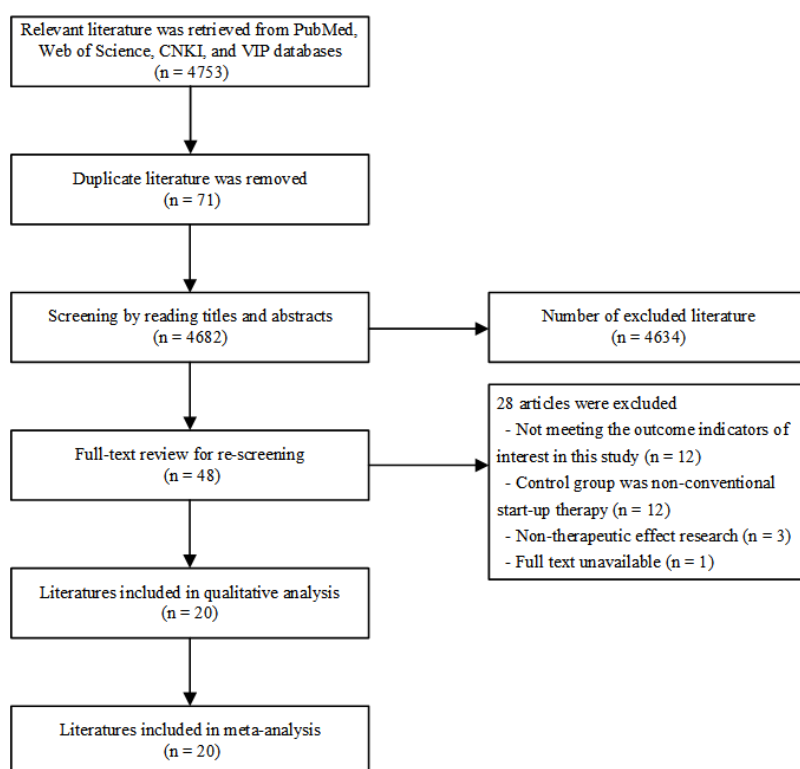 Relevant literature was retrieved from PubMed,
Web of Science, CNKI, and VIP databases
(n = 4753)
Duplicate literature was removed
(n = 71)
Screening by reading titles and abstracts
(n = 4682)
Number of excluded literature
(n = 4634)
Full-text review for re-screening
(n = 48)
28 articles were excluded
- Not meeting the outcome indicators of
interest in this study (n = 12)
- Control group was non-conventional
start-up therapy (n = 12)
- Non-therapeutic effect research (n = 3)
- Full text unavailable (n = 1)
Literatures included in qualitative analysis
(n = 20)
Literatures included in meta-analysis
(n = 20)